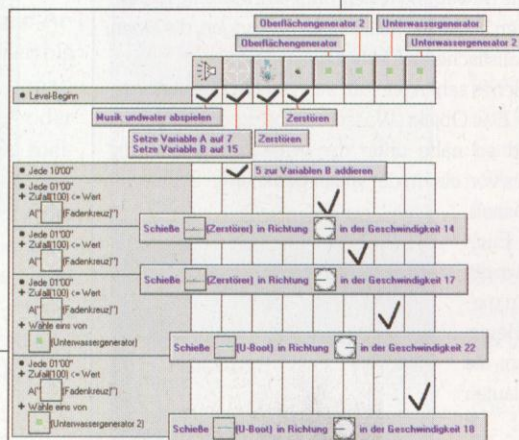 Oberflächengenerator 2
Unterwassergenerator
Oberflächengenerator
Unterwassergenerator 2
• Level-Beginn
Musik undwater abspielen
Zerstören
Setze Variable A auf 7
Setze Variable B auf 15
Zerstören
• Jede 10'00"
5 zur Variablen B addieren
• Jede 01'00"
+ Zufall(100) <= Wert
A(" (Fadenkreuz)")
Schieße (Zerstörer) in Richtung in der Geschwindigkeit 14
• Jede 01'00"
+ Zufall(100) <= Wert
A(" (Fadenkreuz)")
Schieße (Zerstörer) in Richtung in der Geschwindigkeit 17
• Jede 01'00"
+ Zufall(100) <= Wert
A(" (Fadenkreuz)")
+ Wähle eins von
(Unterwassergenerator)
Schieße (U-Boot) in Richtung in der Geschwindigkeit 22
• Jede 01'00"
+ Zufall(100) <= Wert
A(" (Fadenkreuz)")
+ Wähle eins von
(Unterwassergenerator 2)
Schieße (U-Boot) in Richtung in der Geschwindigkeit 18